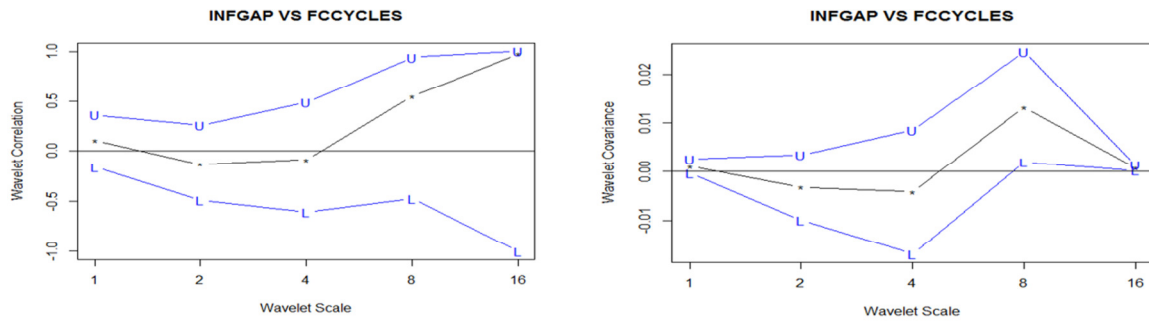 INFGAP VS FCCYCLES
Wavelet Correlation
1.0
0.5
0.0
-0.5
-1.0
U
U
U
U
U
L
L
L
L
L
1 2 4 8 16
Wavelet Scale
INFGAP VS FCCYCLES
Wavelet Covariance
0.02
0.01
0.00
-0.01
U
U
U
U
U
L
L
L
L
L
1 2 4 8 16
Wavelet Scale